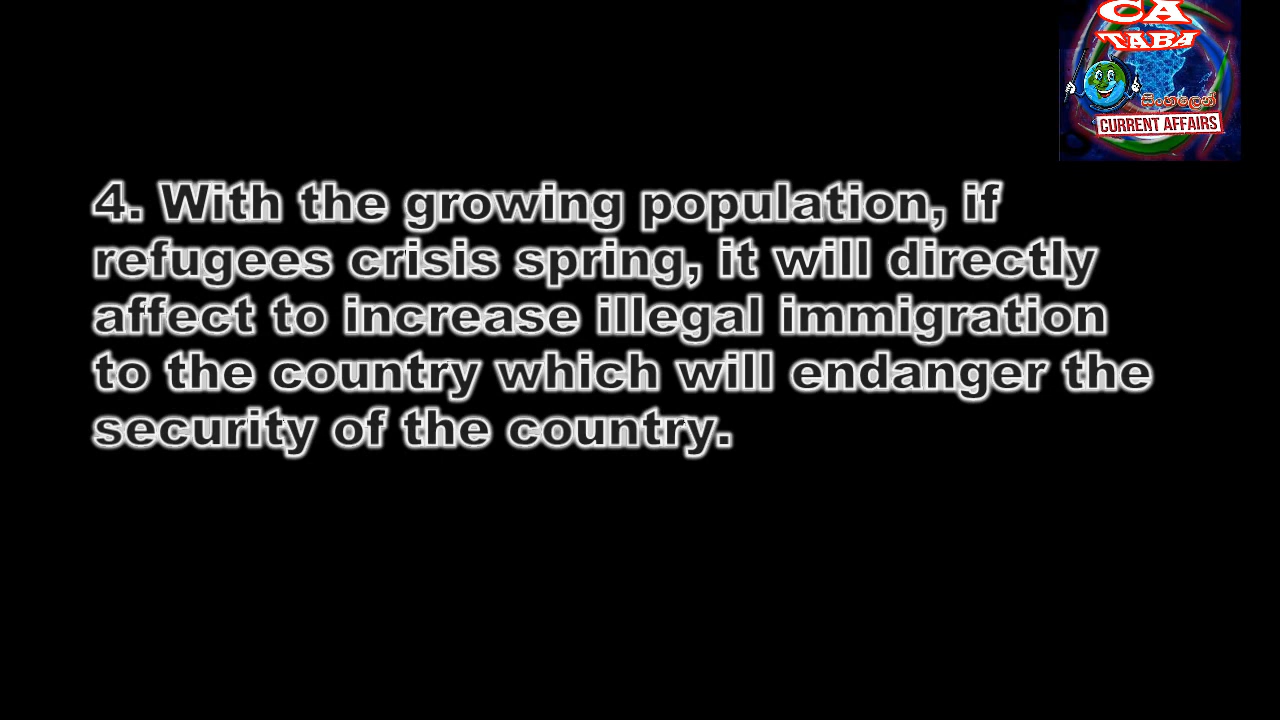 CA
TABA
සිංහලෙන්
CURRENT AFFAIRS
4. With the growing population, if
refugees crisis spring, it will directly
affect to increase illegal immigration
to the country which will endanger the
security of the country.